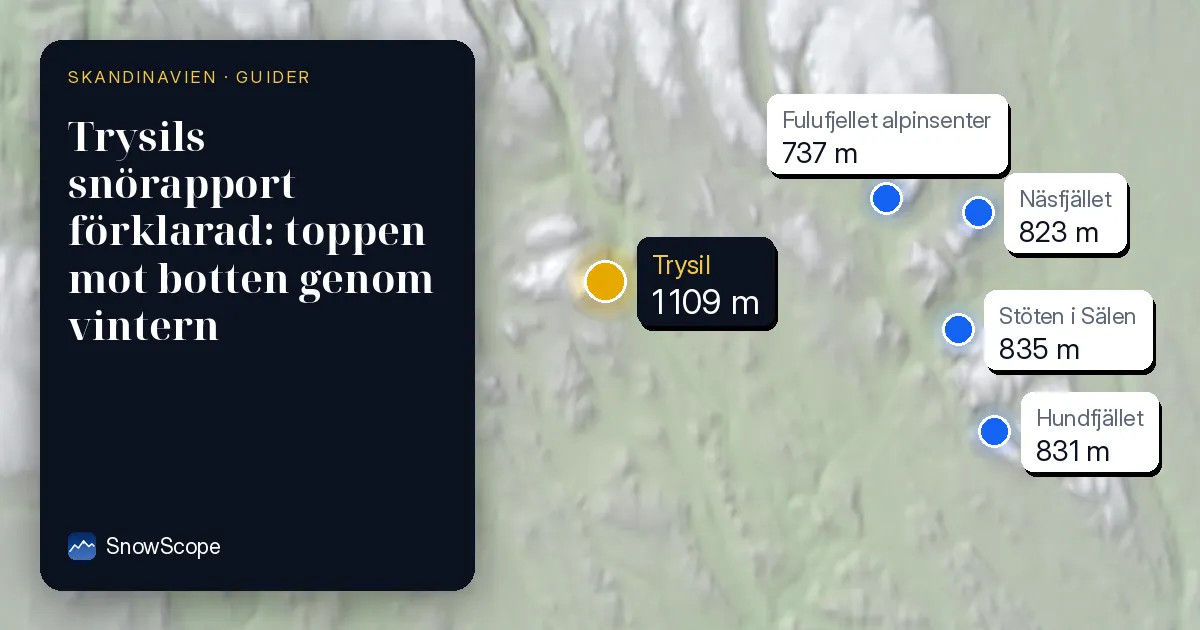 SKANDINAVIEN · GUIDER
Trysils
snörapport
förklarad: toppen
mot botten genom
vintern
SnowScope
Fulufjellet alpinsenter
737 m
Näsfjället
823 m
Trysil
1109 m
Stöten i Sälen
835 m
Hundfjället
831 m